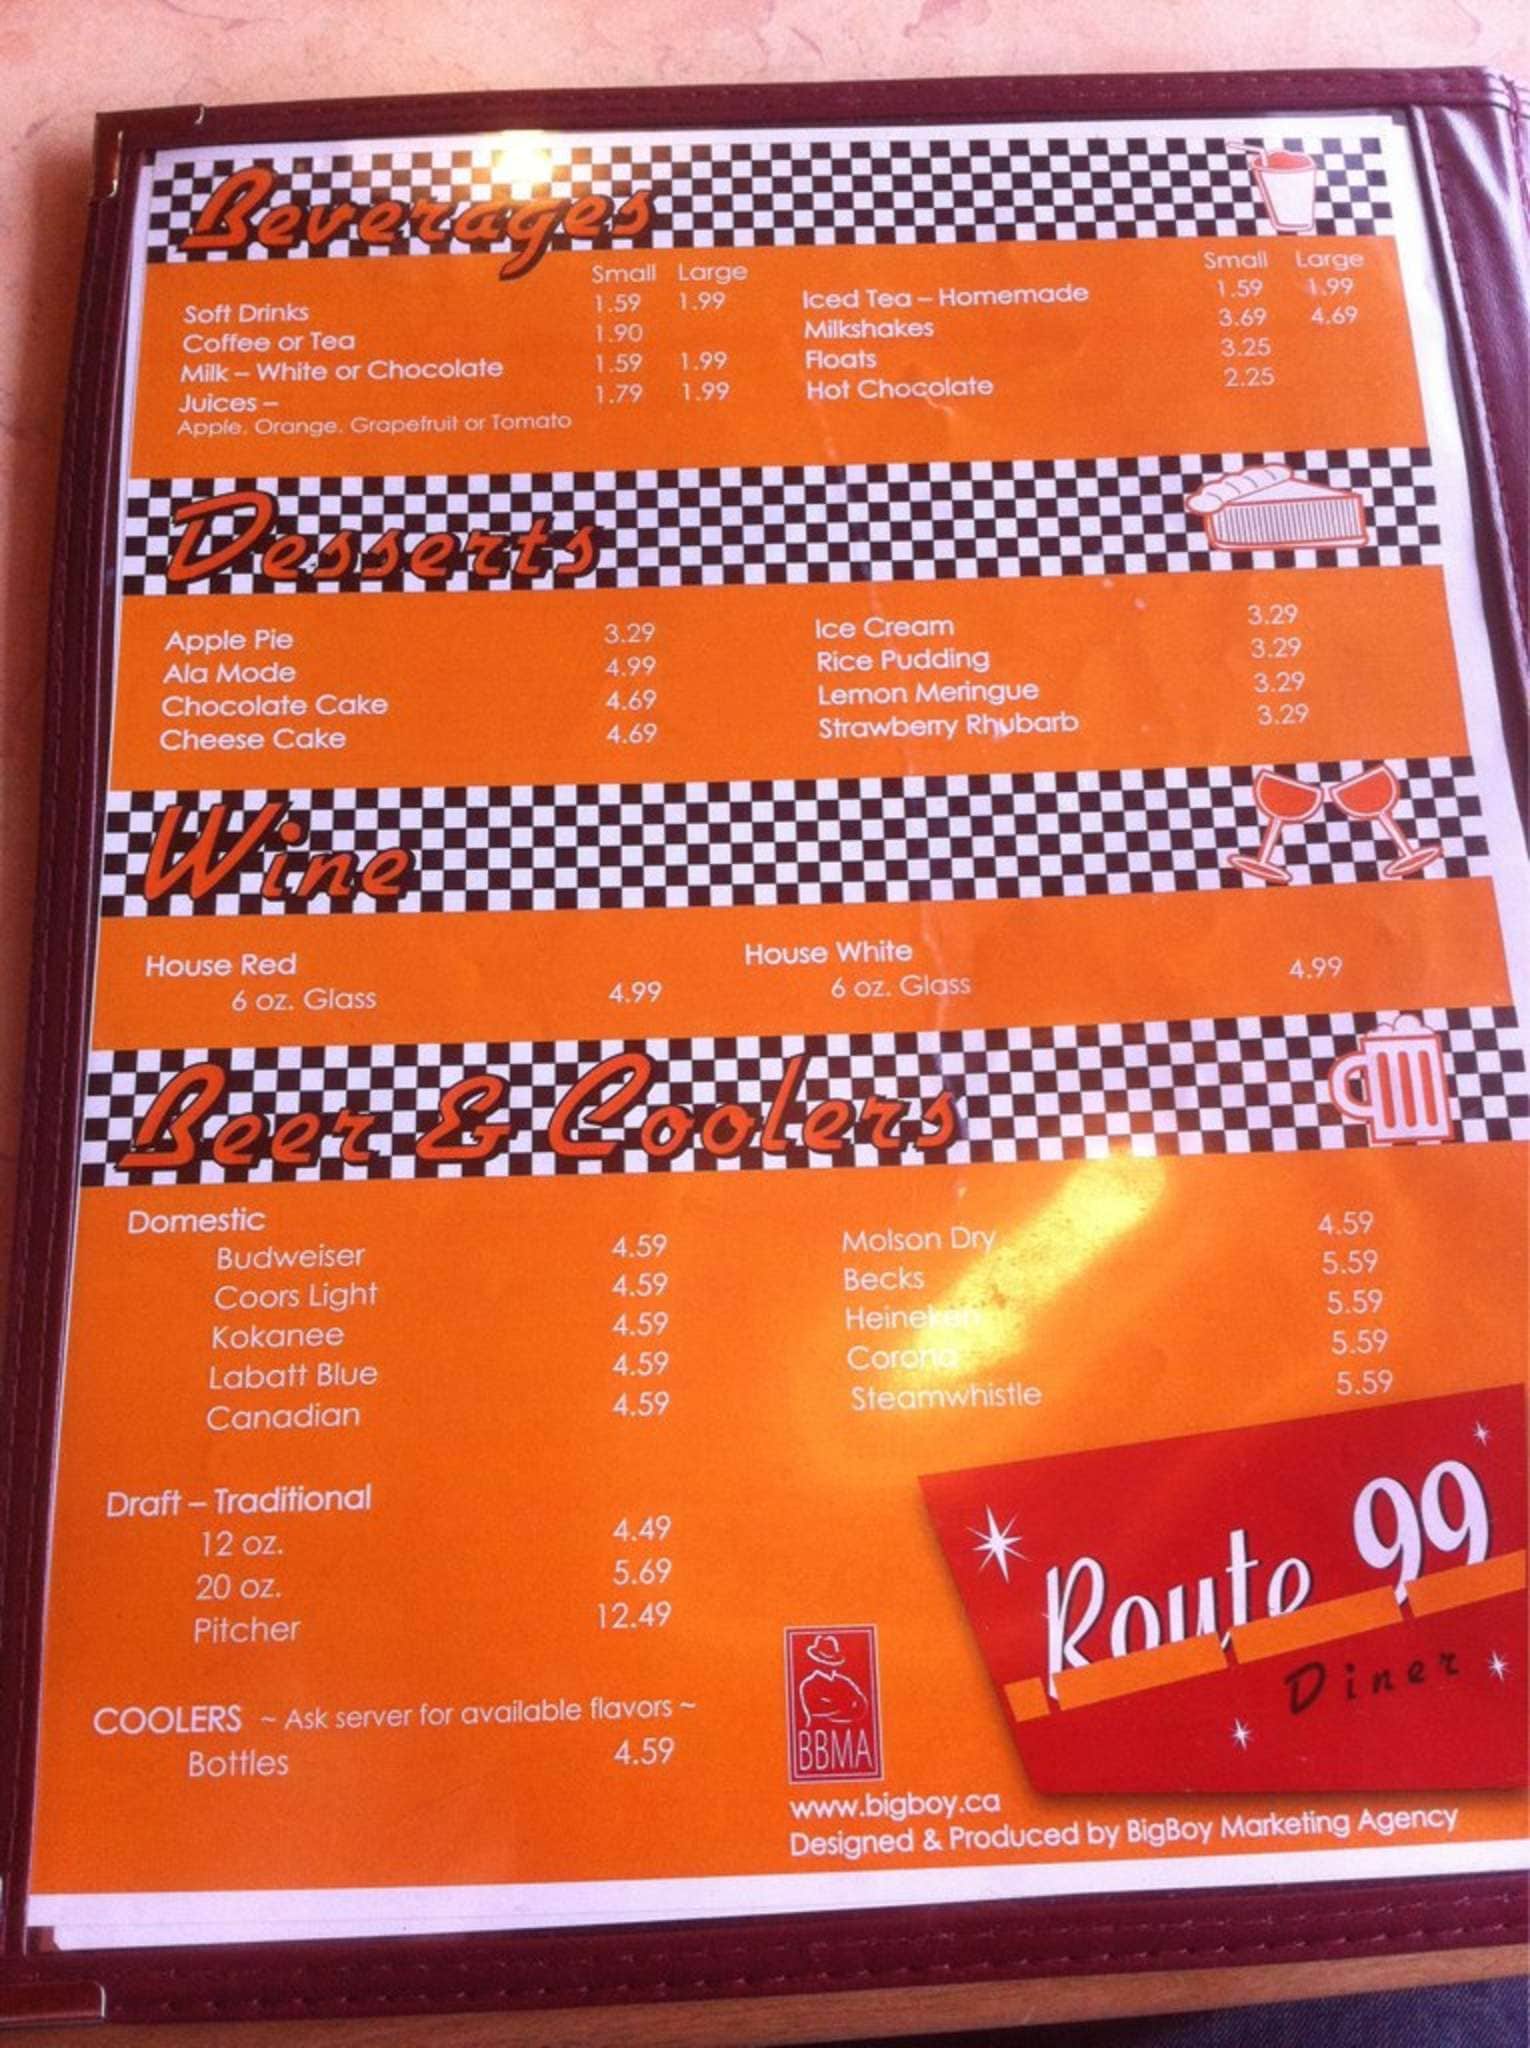 Beverages
Small Large
Soft Drinks 1.59 1.99
Coffee or Tea 1.90
Milk – White or Chocolate 1.59 1.99
Juices – 1.79 1.99
Apple, Orange, Grapefruit or Tomato
Small Large
Iced Tea – Homemade 1.59 1.99
Milkshakes 3.69 4.69
Floats 3.25
Hot Chocolate 2.25
Desserts
Apple Pie 3.29
Ala Mode 4.99
Chocolate Cake 4.69
Cheese Cake 4.69
Ice Cream 3.29
Rice Pudding 3.29
Lemon Meringue 3.29
Strawberry Rhubarb 3.29
Wine
House Red
6 oz. Glass 4.99
House White
6 oz. Glass 4.99
Beer & Coolers
Domestic
Budweiser 4.59
Coors Light 4.59
Kokanee 4.59
Labatt Blue 4.59
Canadian 4.59
Molson Dry 4.59
Becks 5.59
Heineken 5.59
Corona 5.59
Steamwhistle 5.59
Draft – Traditional
12 oz. 4.49
20 oz. 5.69
Pitcher 12.49
COOLERS ~ Ask server for available flavors ~
Bottles 4.59
Route 99
Diner
BBMA
www.bigboy.ca
Designed & Produced by BigBoy Marketing Agency